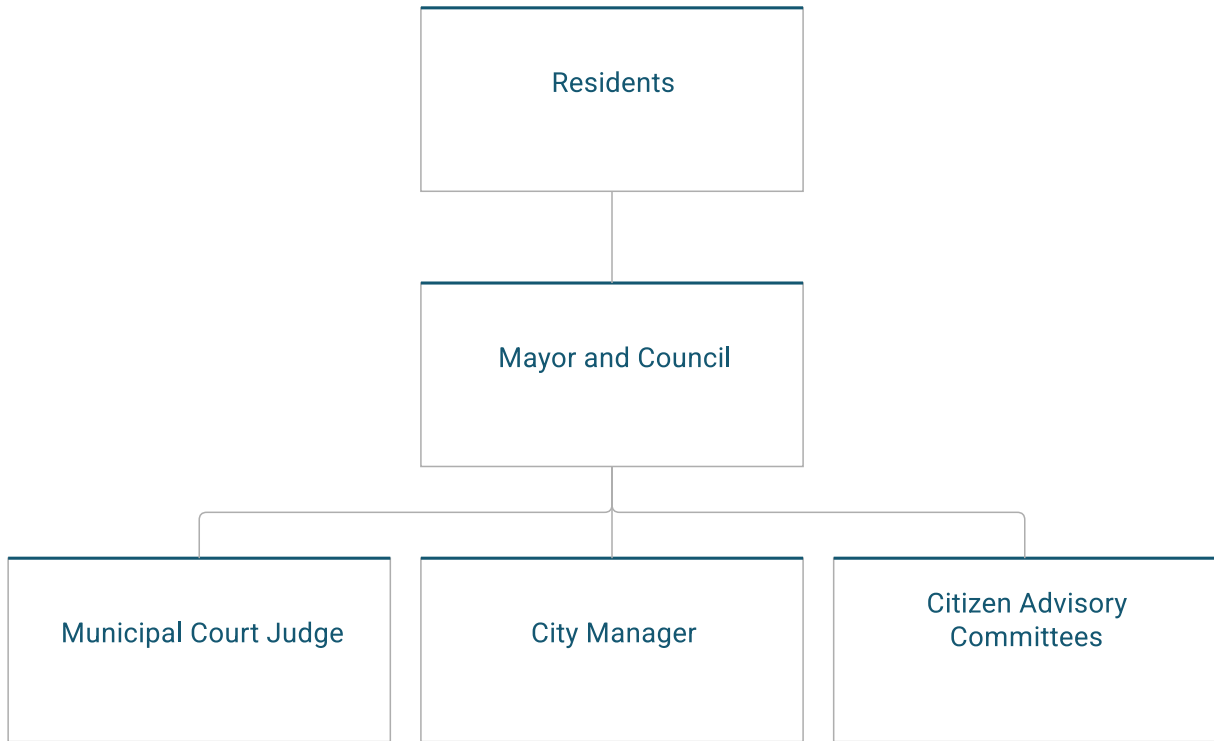 Residents
Mayor and Council
Municipal Court Judge
City Manager
Citizen Advisory
Committees